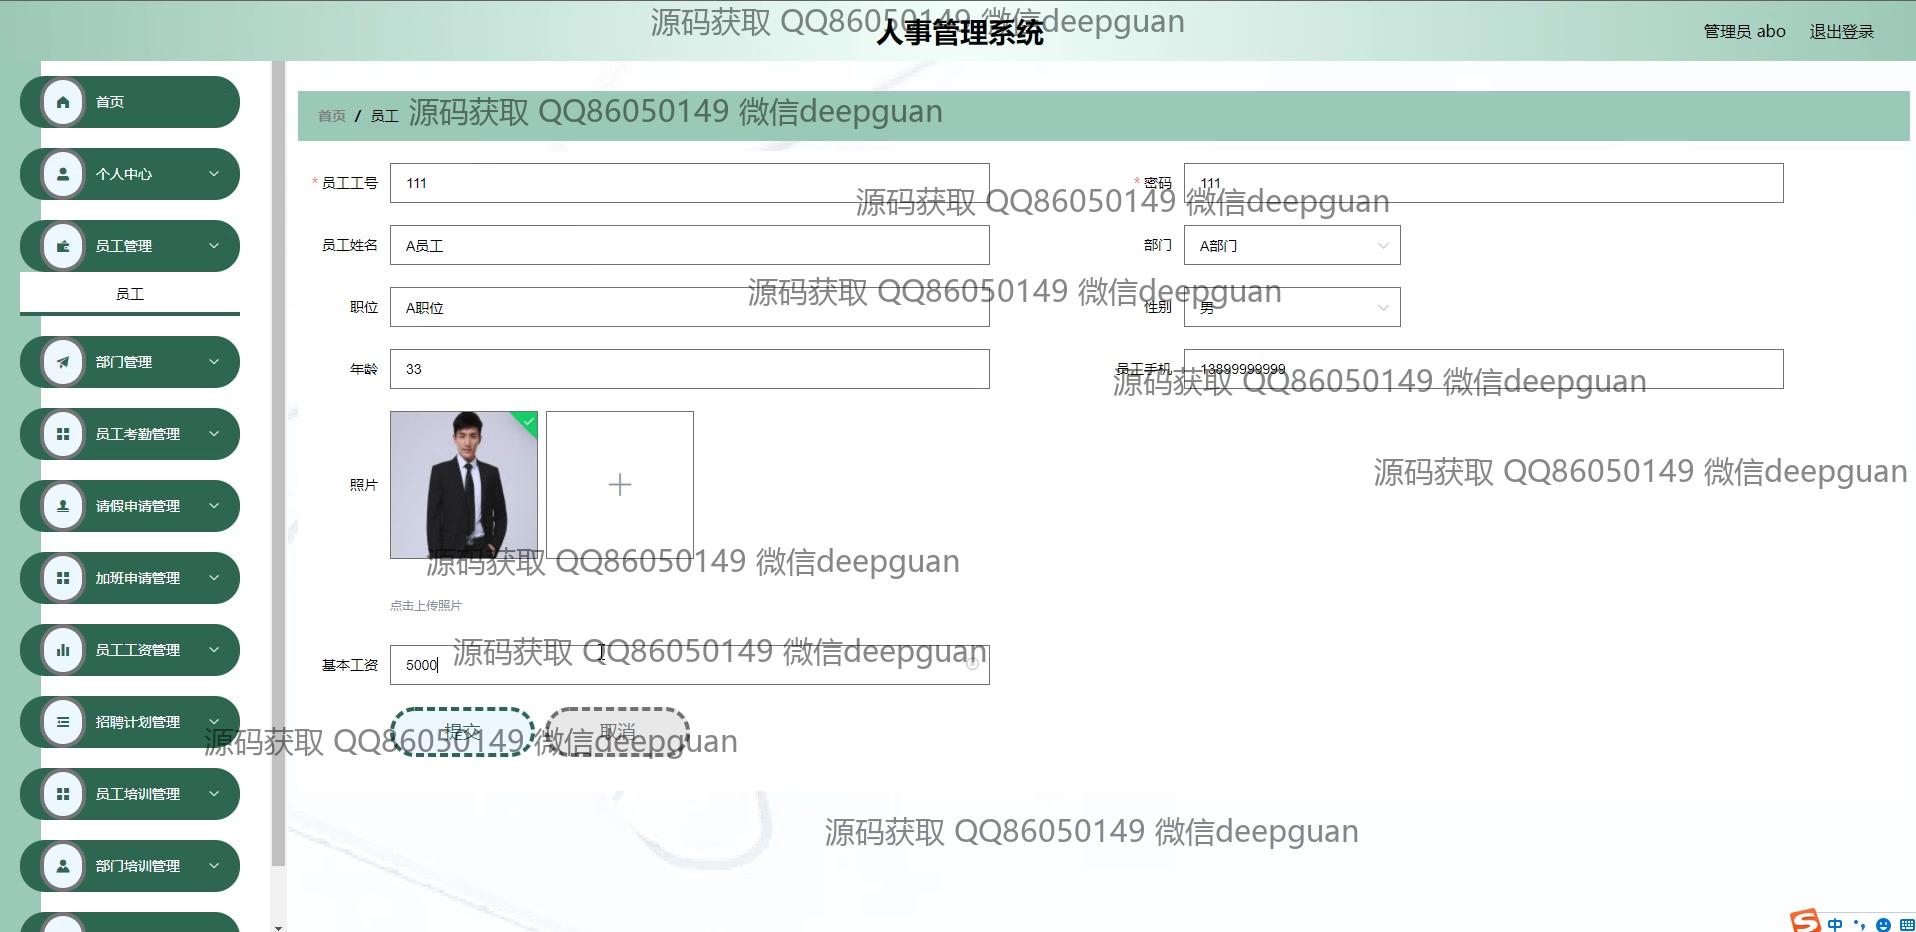 源码获取 QQ86050149 微信deepguan
人事管理系统
管理员 abo
退出登录
首页
个人中心
员工管理
员工
部门管理
员工考勤管理
请假申请管理
加班申请管理
员工工资管理
招聘计划管理
员工培训管理
部门培训管理
首页 / 员工
源码获取 QQ86050149 微信deepguan
* 员工工号
111
* 密码
111
源码获取 QQ86050149 微信deepguan
员工姓名
A员工
部门
A部门
源码获取 QQ86050149 微信deepguan
职位
A职位
性别
男
年龄
33
员工手机
13899999999
源码获取 QQ86050149 微信deepguan
源码获取 QQ86050149 微信deepguan
照片
源码获取 QQ86050149 微信deepguan
点击上传照片
源码获取 QQ86050149 微信deepguan
基本工资
5000
提交
取消
源码获取 QQ86050149 微信deepguan
源码获取 QQ86050149 微信deepguan
S 中